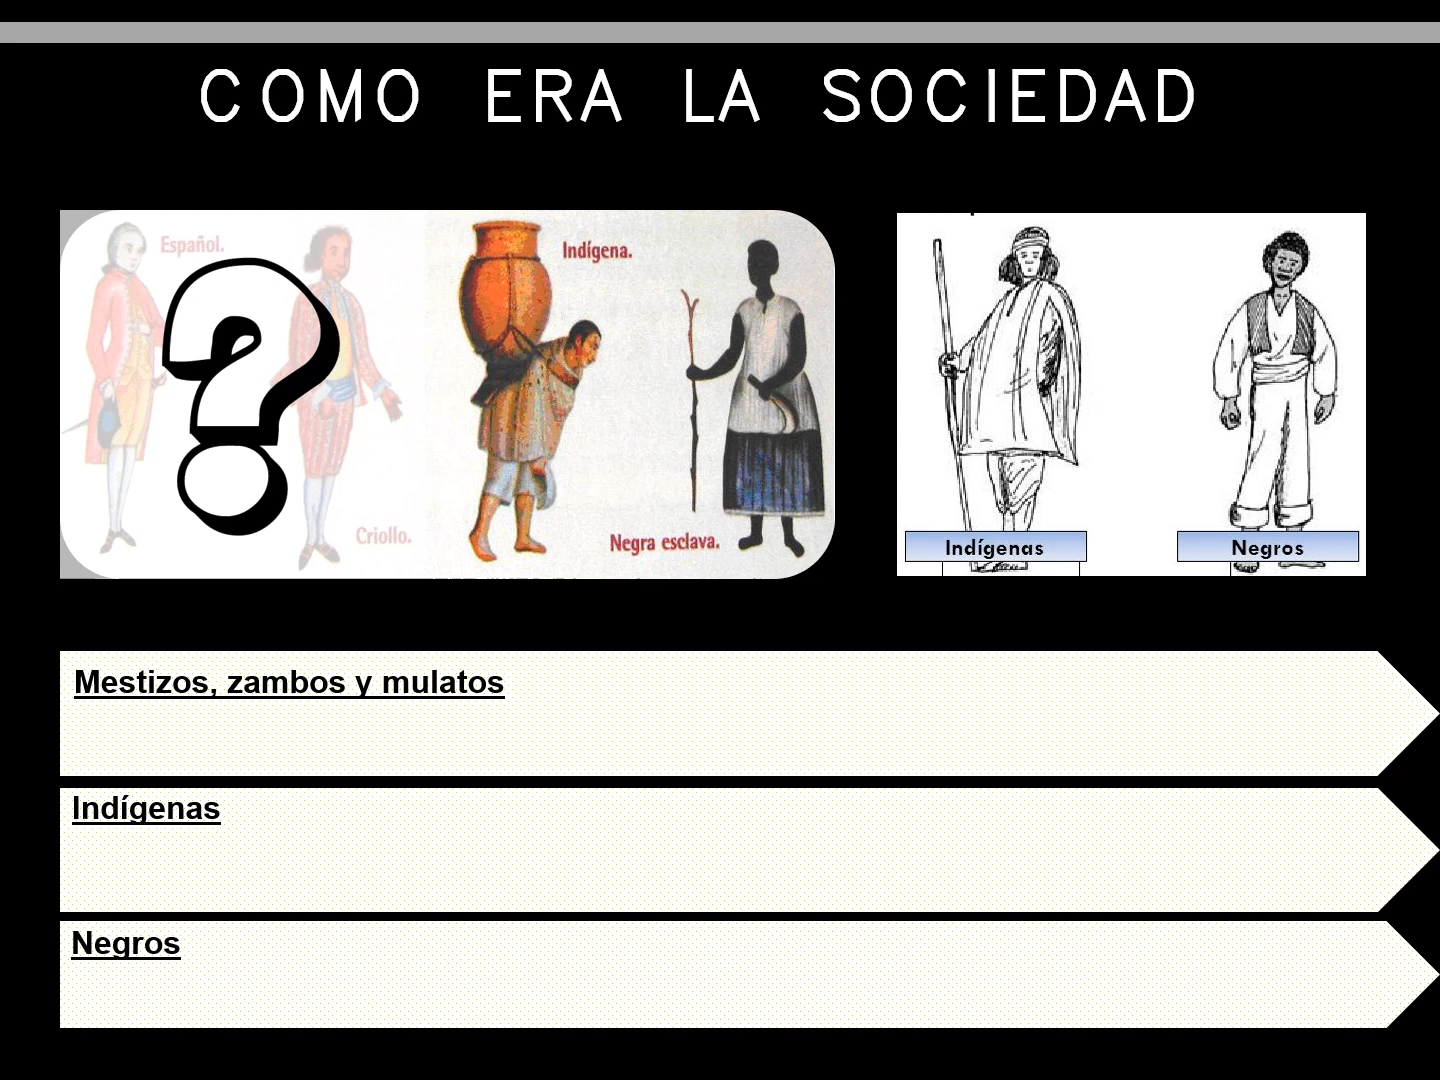 COMO ERA LA SOCIEDAD
Español.
Indígena.
Criollo.
Negra esclava.
?
Indígenas
Negros
Mestizos, zambos y mulatos
Indígenas
Negros